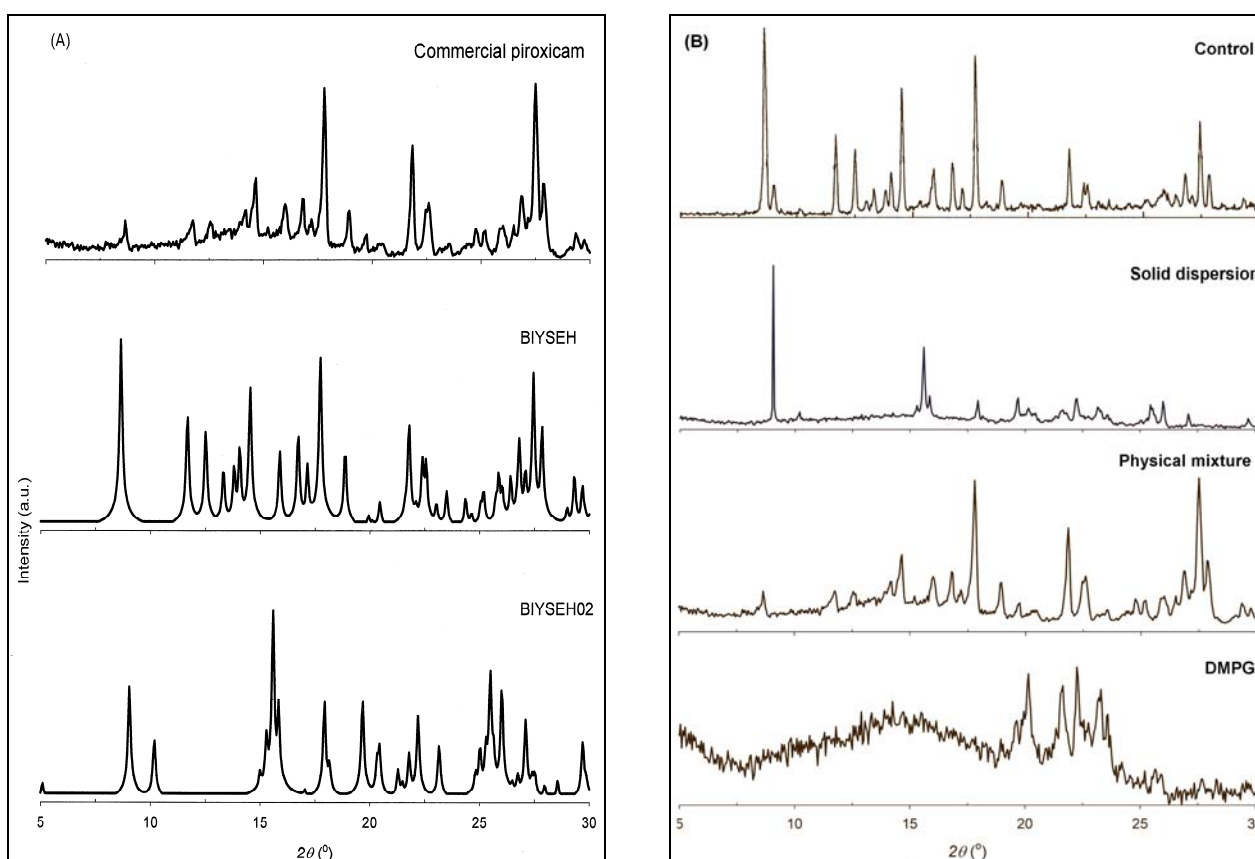 (A)
Commercial piroxicam
BIYSEH
BIYSEH02
Intensity (a.u.)
5 10 15 20 25 30
2θ (°)
(B)
Control
Solid dispersion
Physical mixture
DMPG
5 10 15 20 25 3
2θ (°)